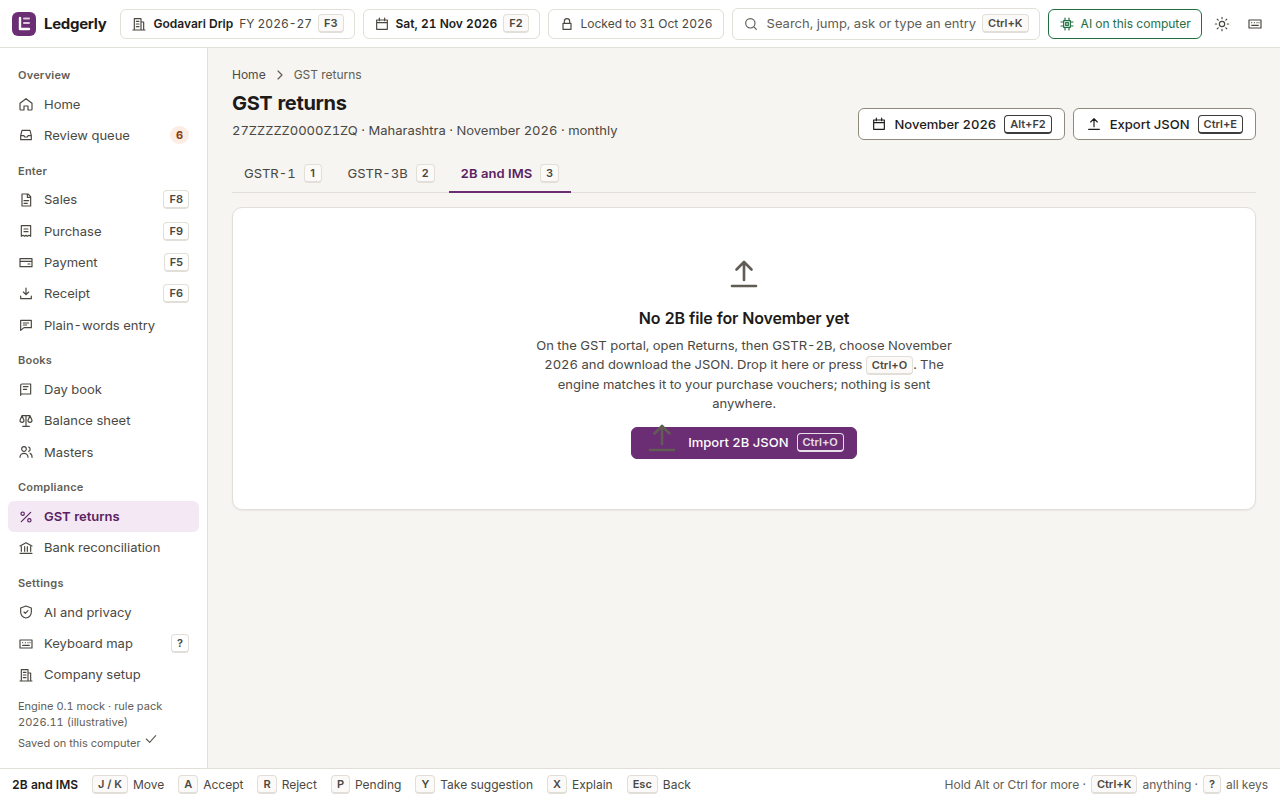 Ledgerly
Godavari Drip FY 2026-27 F3
Sat, 21 Nov 2026 F2
Locked to 31 Oct 2026
Search, jump, ask or type an entry Ctrl+K
AI on this computer
Overview
Home
Review queue 6
Enter
Sales F8
Purchase F9
Payment F5
Receipt F6
Plain-words entry
Books
Day book
Balance sheet
Masters
Compliance
GST returns
Bank reconciliation
Settings
AI and privacy
Keyboard map ?
Company setup
Engine 0.1 mock · rule pack
2026.11 (illustrative)
Saved on this computer
Home > GST returns
GST returns
27ZZZZZ0000Z1ZQ · Maharashtra · November 2026 · monthly
November 2026 Alt+F2
Export JSON Ctrl+E
GSTR-1 1
GSTR-3B 2
2B and IMS 3
No 2B file for November yet
On the GST portal, open Returns, then GSTR-2B, choose November
2026 and download the JSON. Drop it here or press Ctrl+O. The
engine matches it to your purchase vouchers; nothing is sent
anywhere.
Import 2B JSON Ctrl+O
2B and IMS J / K Move A Accept R Reject P Pending Y Take suggestion X Explain Esc Back
Hold Alt or Ctrl for more · Ctrl+K anything · ? all keys